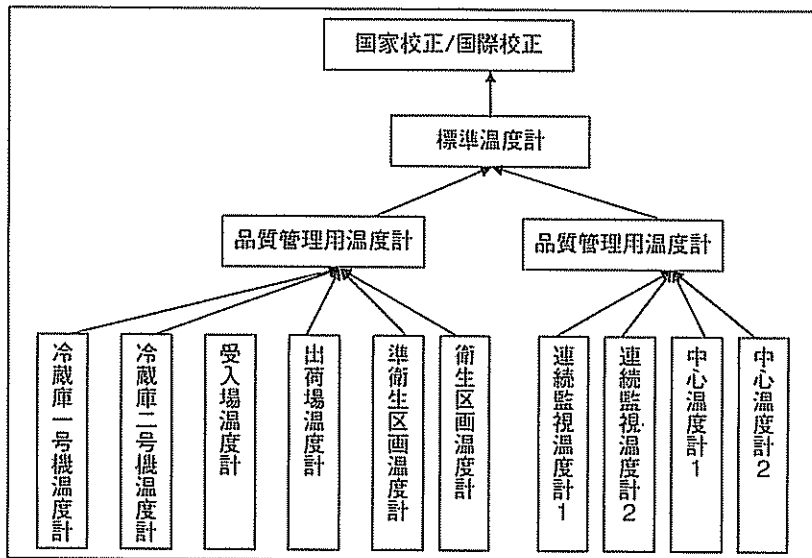 国家校正/国際校正
標準温度計
品質管理用温度計
品質管理用温度計
冷蔵庫一号機温度計
冷蔵庫二号機温度計
受入場温度計
出荷場温度計
準衛生区画温度計
衛生区画温度計
連続監視温度計1
連続監視温度計2
中心温度計1
中心温度計2